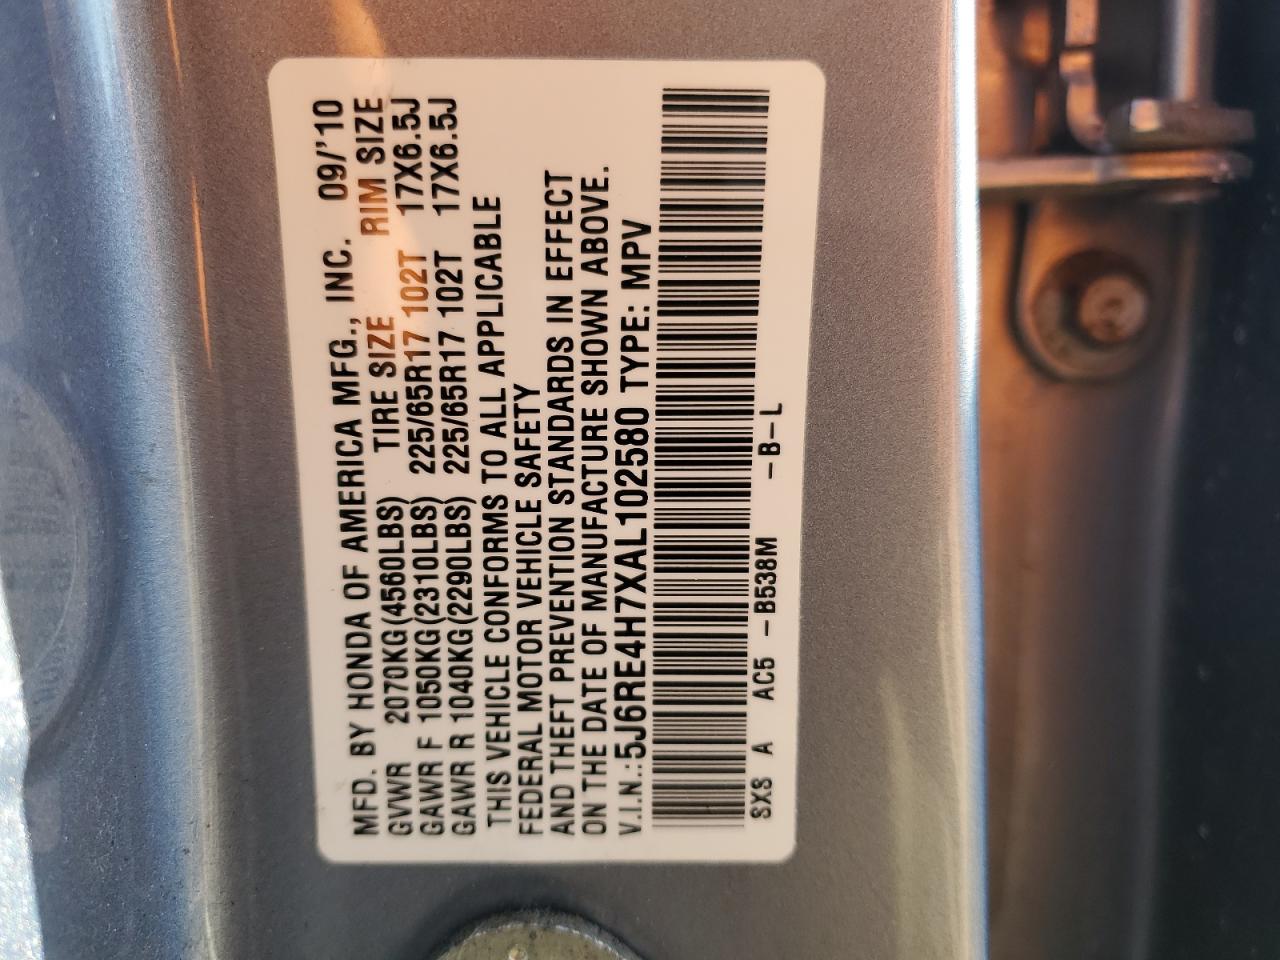 MFD. BY HONDA OF AMERICA MFG., INC. 09/'10
GVWR 2070KG(4560LBS) TIRE SIZE RIM SIZE
GAWR F 1050KG(2310LBS) 225/65R17 102T 17X6.5J
GAWR R 1040KG(2290LBS) 225/65R17 102T 17X6.5J
THIS VEHICLE CONFORMS TO ALL APPLICABLE
FEDERAL MOTOR VEHICLE SAFETY
AND THEFT PREVENTION STANDARDS IN EFFECT
ON THE DATE OF MANUFACTURE SHOWN ABOVE.
V.I.N.: 5J6RE4H7XAL102580 TYPE: MPV
SXS A AC5 -B538M -B-L